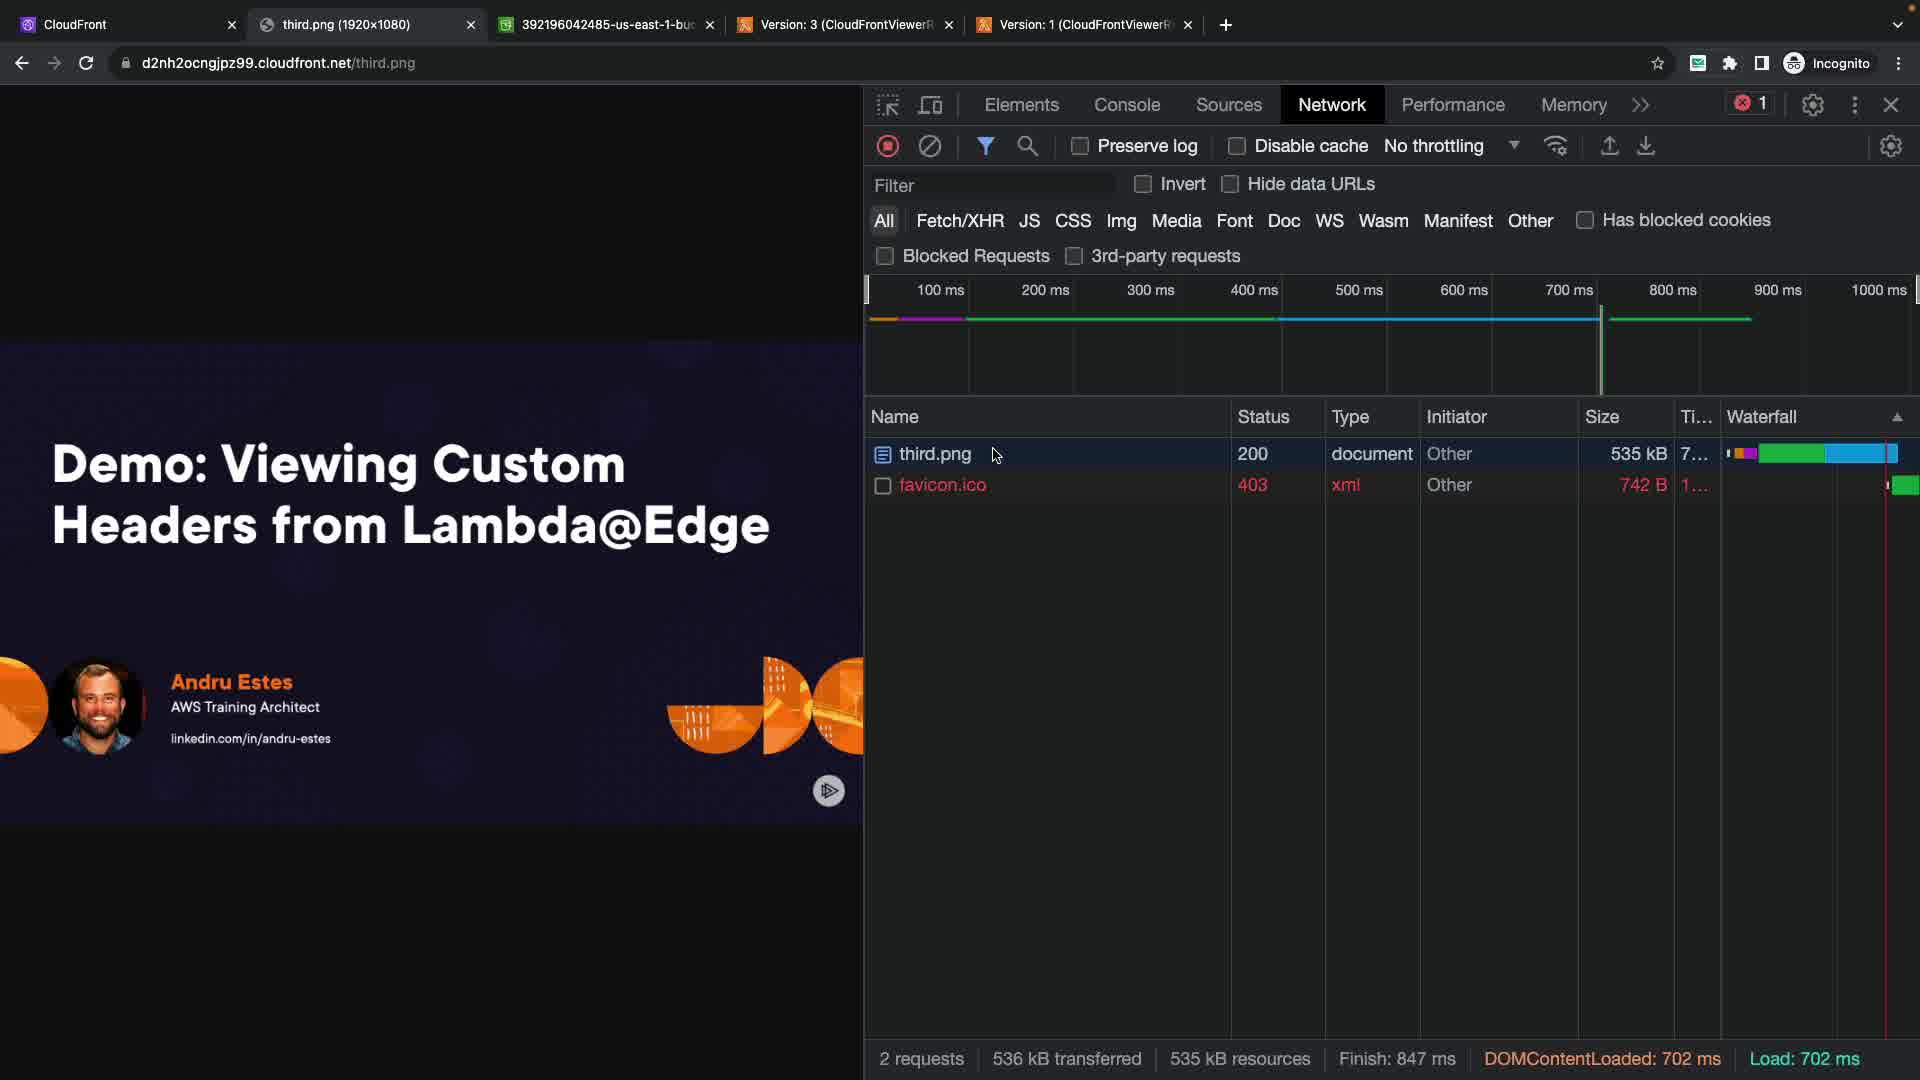 CloudFront
third.png (1920×1080)
392196042485-us-east-1-buc
Version: 3 (CloudFrontViewerR
Version: 1 (CloudFrontViewerR
d2nh2ocngjpz99.cloudfront.net/third.png
Incognito
Elements
Console
Sources
Network
Performance
Memory
1
Preserve log
Disable cache
No throttling
Filter
Invert
Hide data URLs
All
Fetch/XHR
JS
CSS
Img
Media
Font
Doc
WS
Wasm
Manifest
Other
Has blocked cookies
Blocked Requests
3rd-party requests
100 ms
200 ms
300 ms
400 ms
500 ms
600 ms
700 ms
800 ms
900 ms
1000 ms
Name
Status
Type
Initiator
Size
Ti...
Waterfall
third.png
200
document
Other
535 kB
7...
favicon.ico
403
xml
Other
742 B
1...
Demo: Viewing Custom
Headers from Lambda@Edge
Andru Estes
AWS Training Architect
linkedin.com/in/andru-estes
2 requests
536 kB transferred
535 kB resources
Finish: 847 ms
DOMContentLoaded: 702 ms
Load: 702 ms